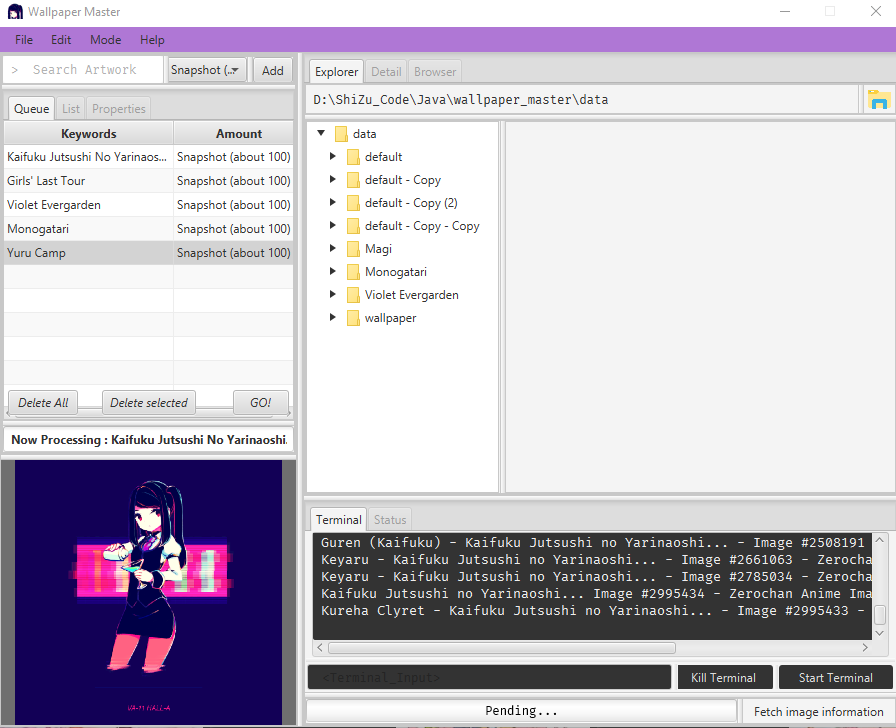 Wallpaper Master
File Edit Mode Help
> Search Artwork
Snapshot (...
Add
Queue List Properties
Keywords Amount
Kaifuku Jutsushi No Yarinaos... Snapshot (about 100)
Girls' Last Tour Snapshot (about 100)
Violet Evergarden Snapshot (about 100)
Monogatari Snapshot (about 100)
Yuru Camp Snapshot (about 100)
Delete All Delete selected GO!
Now Processing : Kaifuku Jutsushi No Yarinaoshi.
VA-11 HALL-A
Explorer Detail Browser
D:\ShiZu_Code\Java\wallpaper_master\data
data
default
default - Copy
default - Copy (2)
default - Copy - Copy
Magi
Monogatari
Violet Evergarden
wallpaper
Terminal Status
Guren (Kaifuku) - Kaifuku Jutsushi no Yarinaoshi... - Image #2508191
Keyaru - Kaifuku Jutsushi no Yarinaoshi... - Image #2661063 - Zerocha
Keyaru - Kaifuku Jutsushi no Yarinaoshi... - Image #2785034 - Zerocha
Kaifuku Jutsushi no Yarinaoshi... Image #2995434 - Zerochan Anime Ima
Kureha Clyret - Kaifuku Jutsushi no Yarinaoshi... - Image #2995433 -
<Terminal_Input>
Kill Terminal Start Terminal
Pending...
Fetch image information